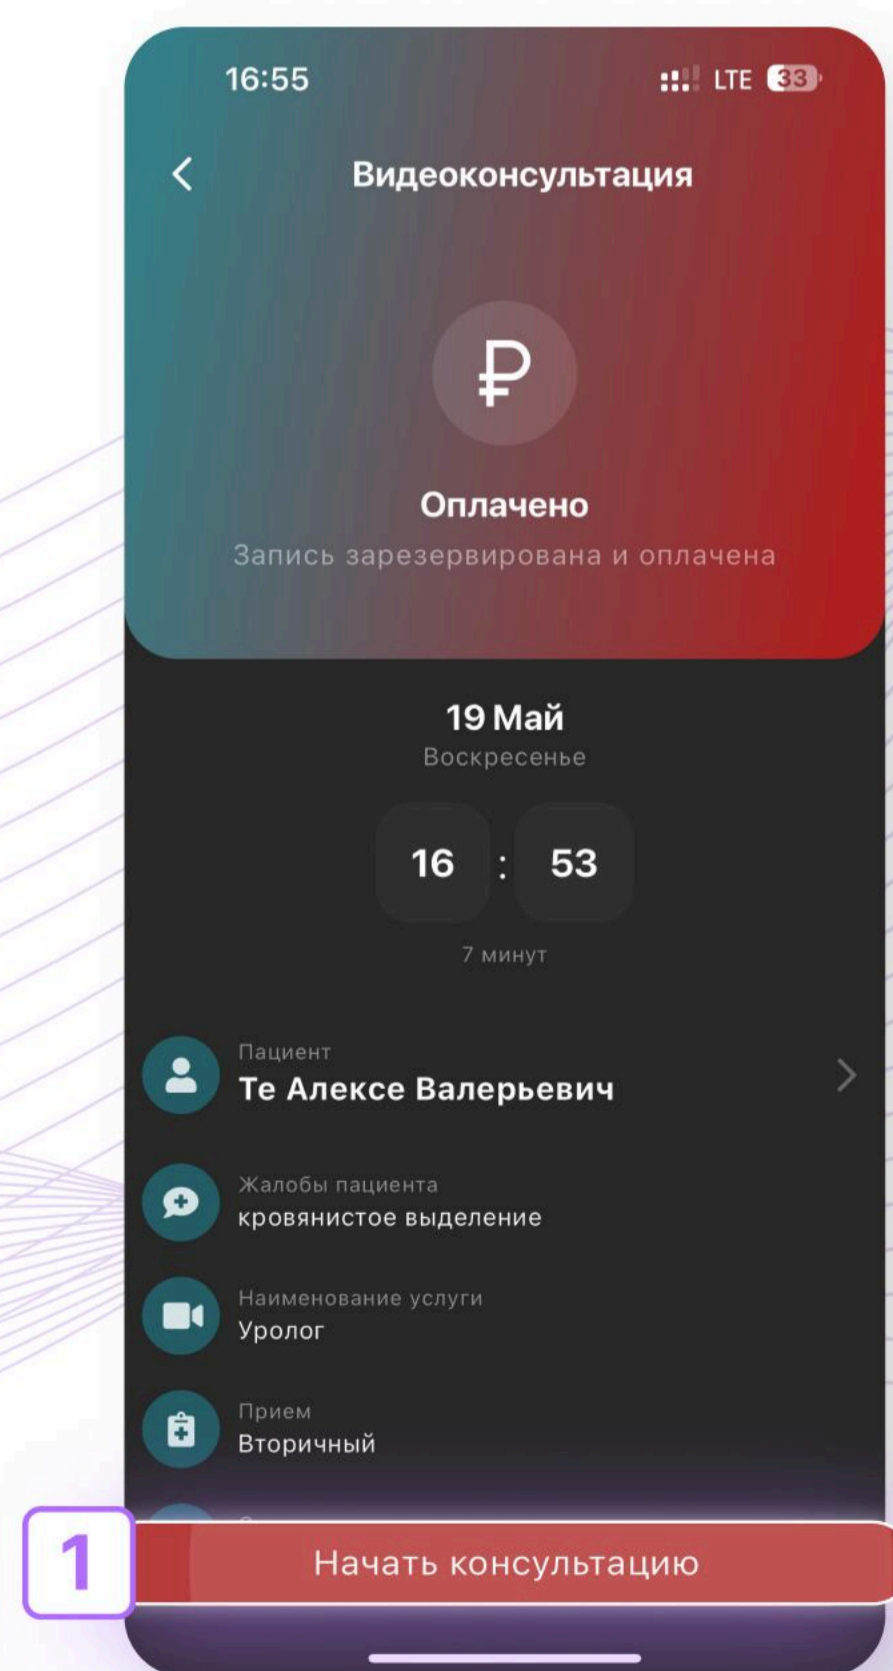 16:55
LTE 33
Видеоконсультация
₽
Оплачено
Запись зарезервирована и оплачена
19 Май
Воскресенье
16 : 53
7 минут
Пациент
Те Алексе Валерьевич
Жалобы пациента
кровянистое выделение
Наименование услуги
Уролог
Прием
Вторичный
1
Начать консультацию